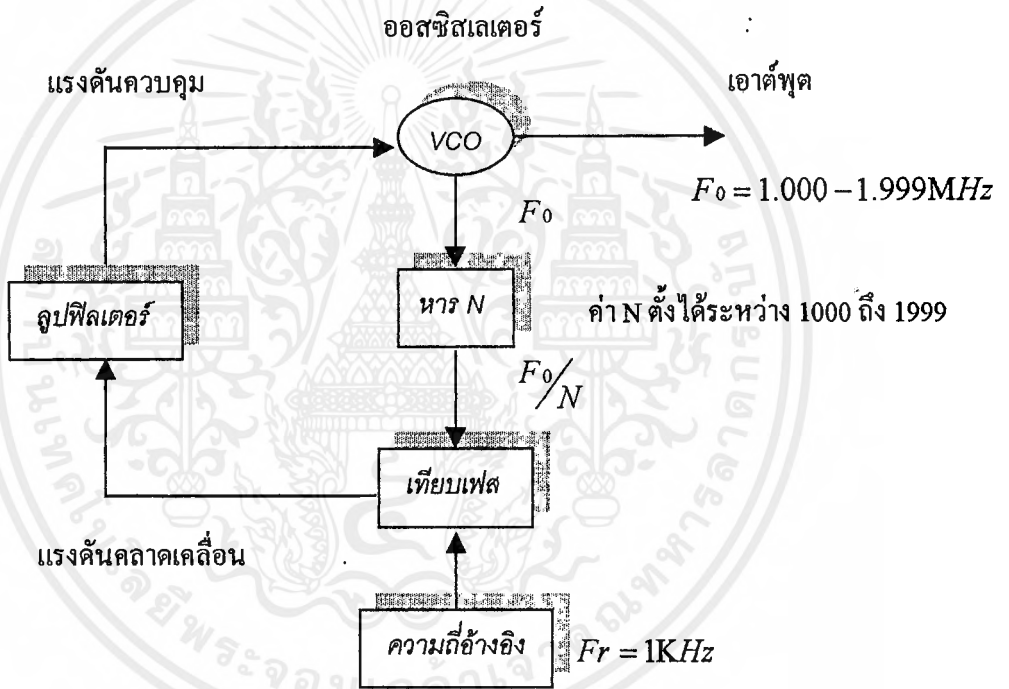 ออสซิสเลเตอร์
แรงดันควบคุม
เอาต์พุต
VCO
F0 = 1.000 – 1.999MHz
F0
ลูปฟิลเตอร์
หาร N
ค่า N ตั้งได้ระหว่าง 1000 ถึง 1999
F0/N
เทียบเฟส
แรงดันคลาดเคลื่อน
ความถี่อ้างอิง
Fr = 1KHz